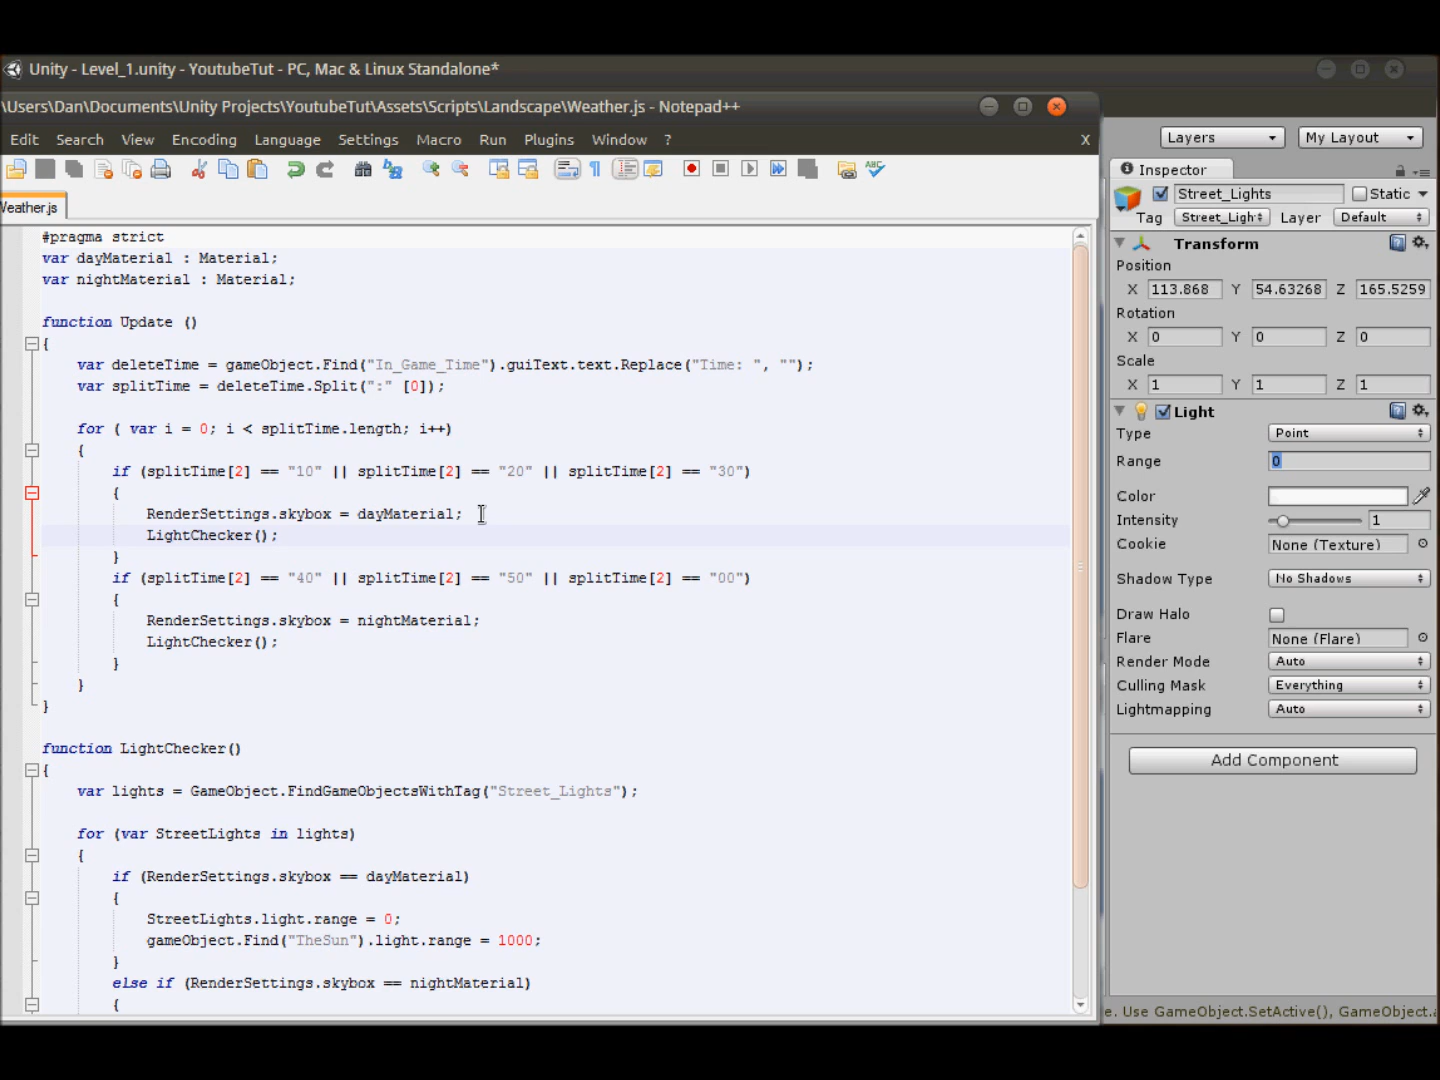 Unity - Level_1.unity - YoutubeTut - PC, Mac & Linux Standalone*
\Users\Dan\Documents\Unity Projects\YoutubeTut\Assets\Scripts\Landscape\Weather.js - Notepad++
Edit Search View Encoding Language Settings Macro Run Plugins Window ? X
Weather.js
#pragma strict
var dayMaterial : Material;
var nightMaterial : Material;
function Update ()
{
var deleteTime = gameObject.Find("In_Game_Time").guiText.text.Replace("Time: ", "");
var splitTime = deleteTime.Split(":" [0]);
for ( var i = 0; i < splitTime.length; i++)
{
if (splitTime[2] == "10" || splitTime[2] == "20" || splitTime[2] == "30")
{
RenderSettings.skybox = dayMaterial;
LightChecker();
}
if (splitTime[2] == "40" || splitTime[2] == "50" || splitTime[2] == "00")
{
RenderSettings.skybox = nightMaterial;
LightChecker();
}
}
}
function LightChecker()
{
var lights = GameObject.FindGameObjectsWithTag("Street_Lights");
for (var StreetLights in lights)
{
if (RenderSettings.skybox == dayMaterial)
{
StreetLights.light.range = 0;
gameObject.Find("TheSun").light.range = 1000;
}
else if (RenderSettings.skybox == nightMaterial)
{
Layers My Layout
Inspector
Street_Lights Static
Tag Street_Ligh Layer Default
Transform
Position
X 113.868 Y 54.63268 Z 165.5259
Rotation
X 0 Y 0 Z 0
Scale
X 1 Y 1 Z 1
Light
Type Point
Range 0
Color
Intensity 1
Cookie None (Texture)
Shadow Type No Shadows
Draw Halo
Flare None (Flare)
Render Mode Auto
Culling Mask Everything
Lightmapping Auto
Add Component
e. Use GameObject.SetActive(), GameObject.a